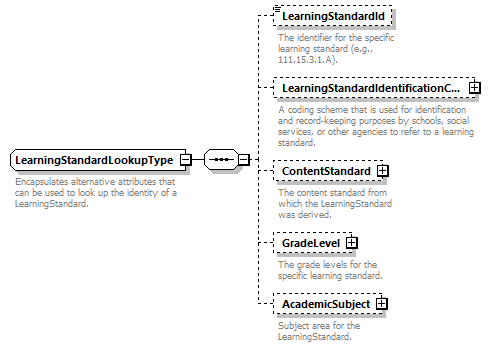 LearningStandardId
The identifier for the specific
learning standard (e.g.,
111.15.3.1.A).
LearningStandardIdentificationC...
A coding scheme that is used for identification
and record-keeping purposes by schools, social
services, or other agencies to refer to a learning
standard.
LearningStandardLookupType
Encapsulates alternative attributes that
can be used to look up the identity of a
LearningStandard.
ContentStandard
The content standard from
which the LearningStandard
was derived.
GradeLevel
The grade levels for the
specific learning standard.
AcademicSubject
Subject area for the
LearningStandard.